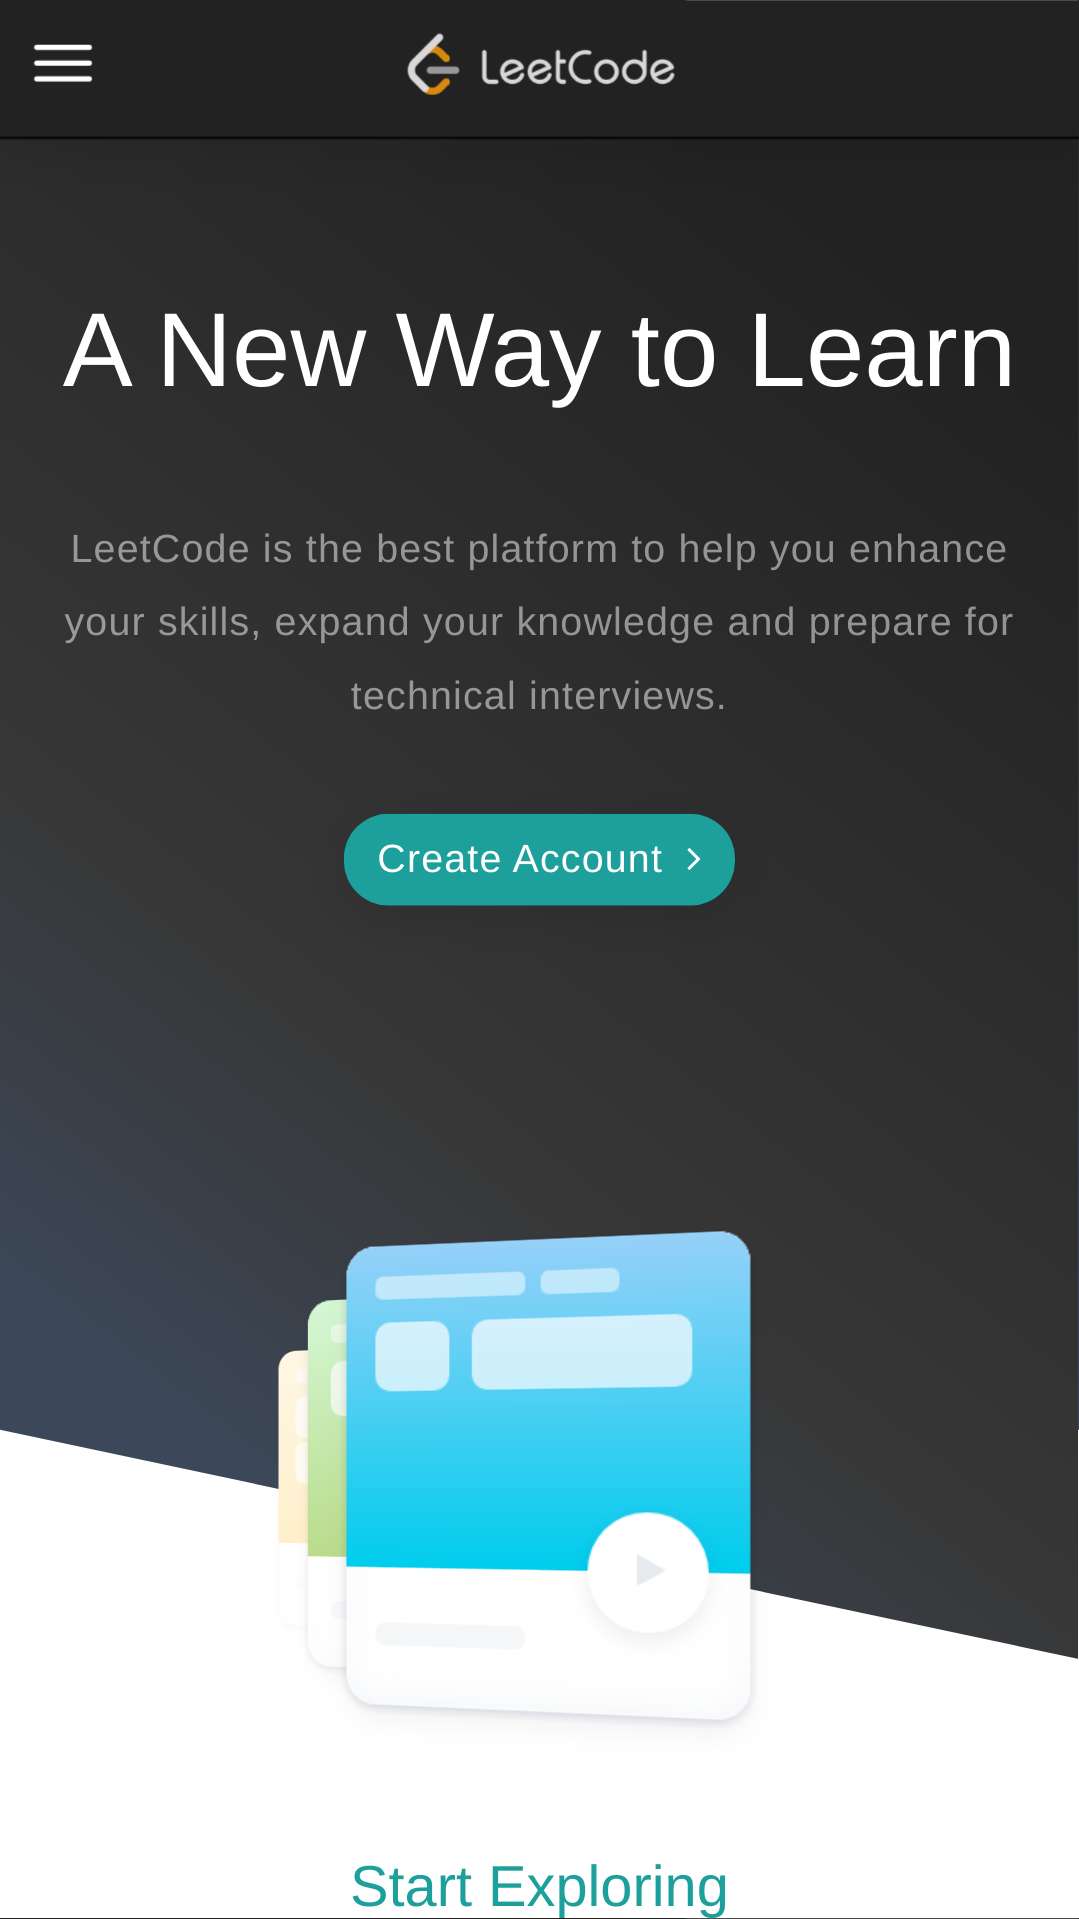 LeetCode
A New Way to Learn
LeetCode is the best platform to help you enhance
your skills, expand your knowledge and prepare for
technical interviews.
Create Account
Start Exploring